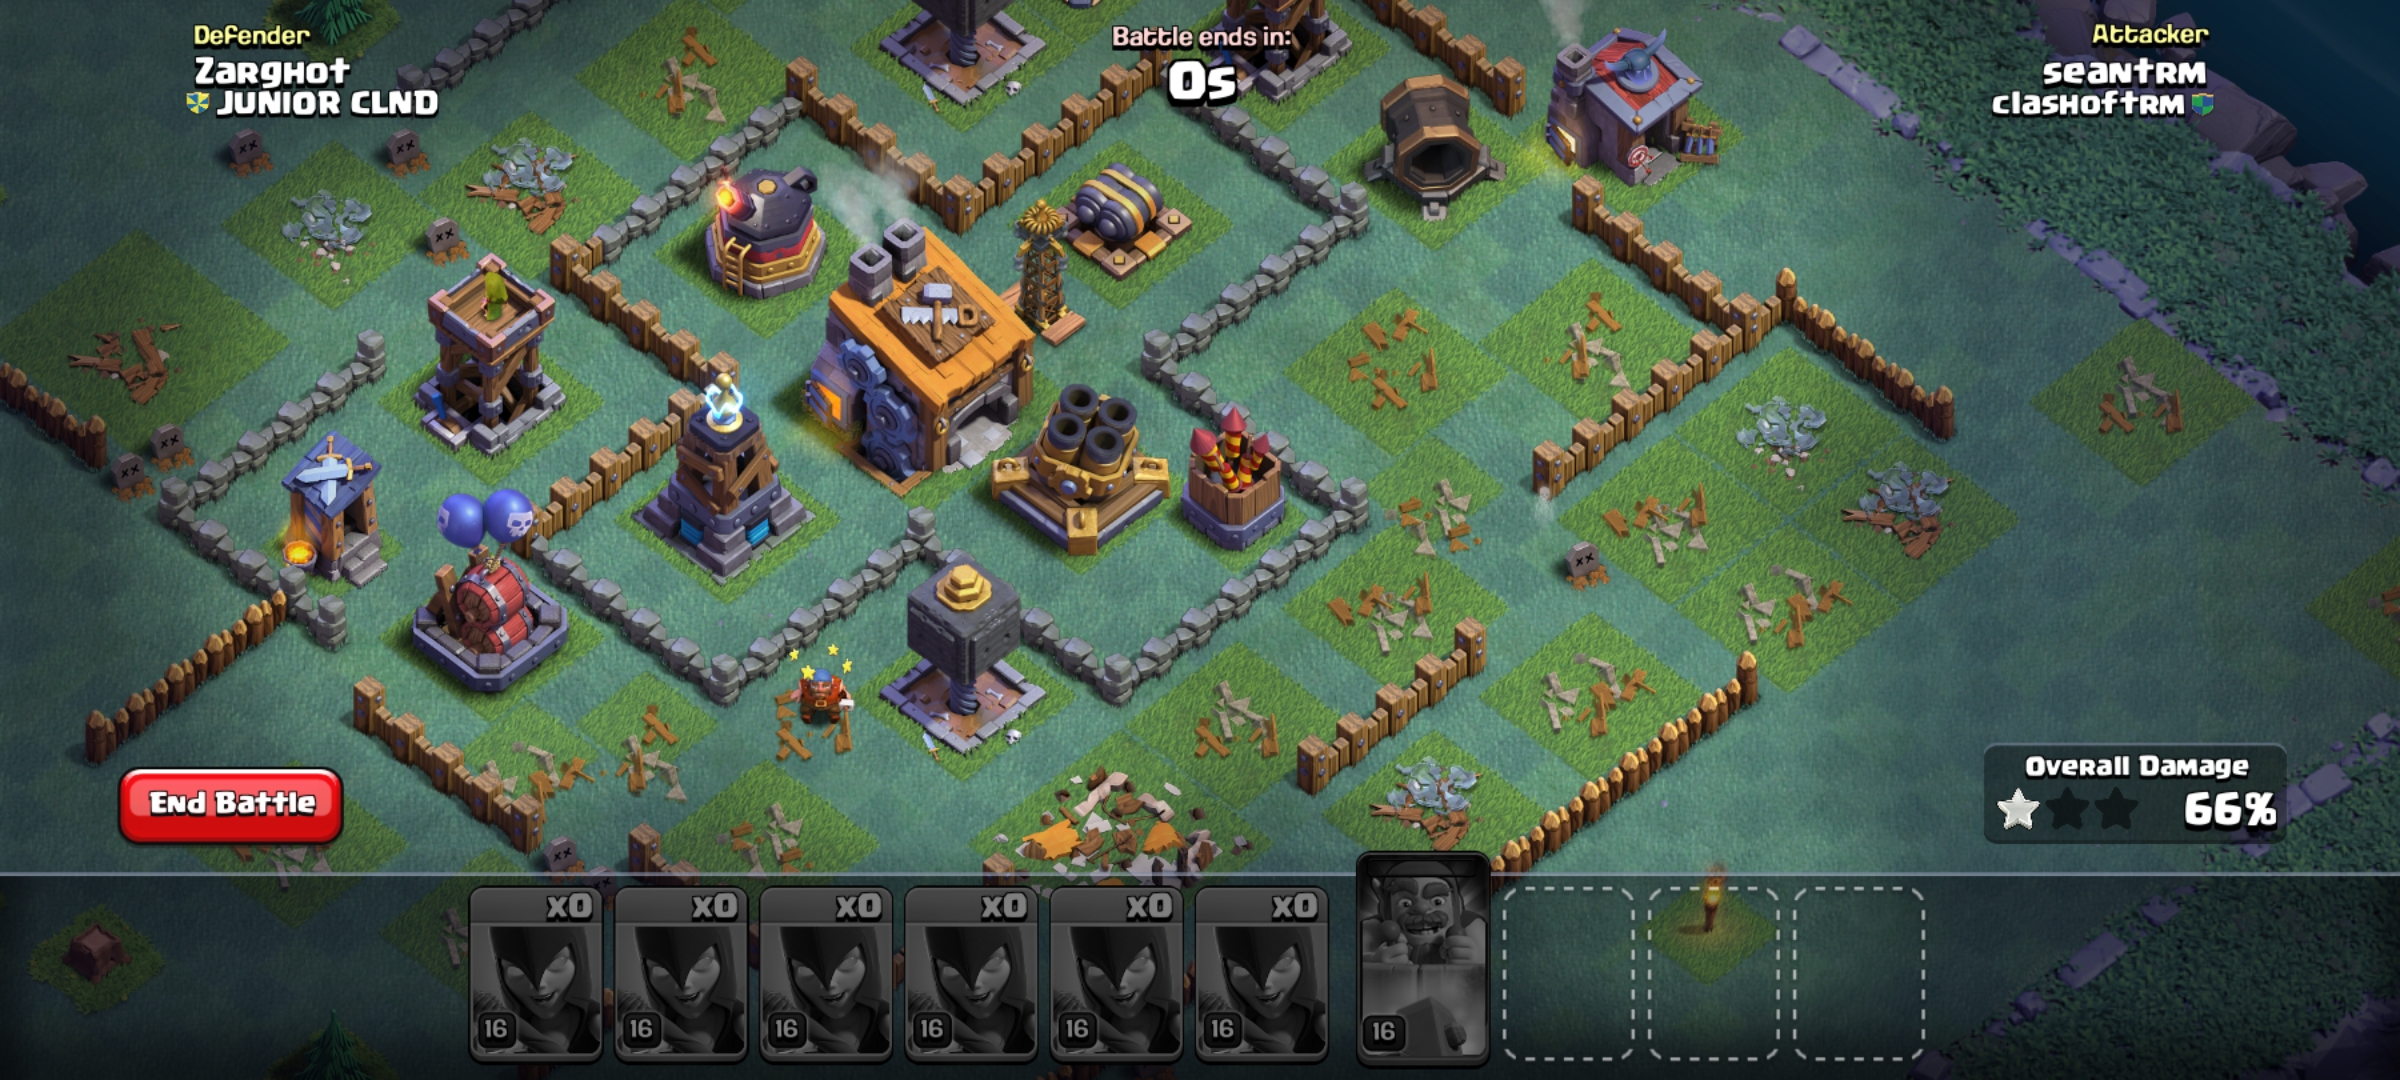 Defender
Zarghot
JUNIOR CLND
Battle ends in:
0s
Attacker
seantRM
clashoftRM
End Battle
Overall Damage
66%
x0
x0
x0
x0
x0
x0
16
16
16
16
16
16
16